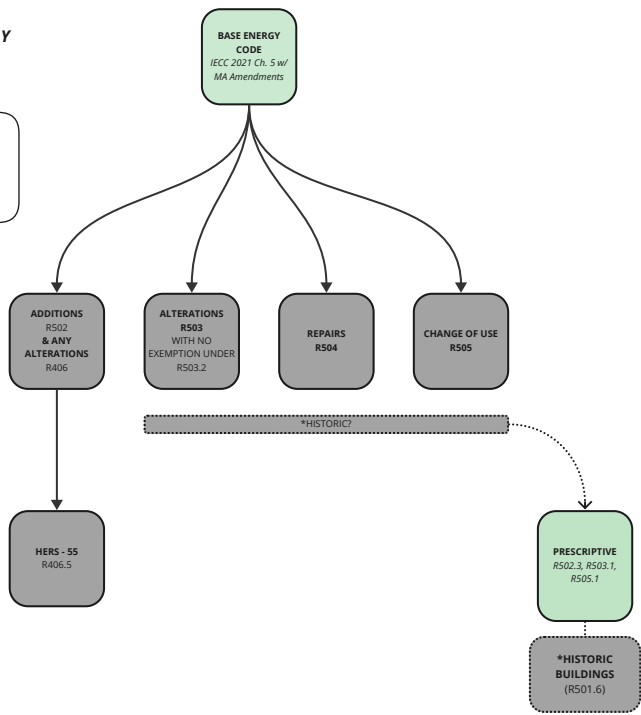 Y
BASE ENERGY
CODE
IECC 2021 Ch. 5 w/
MA Amendments
ADDITIONS
R502
& ANY
ALTERATIONS
R406
ALTERATIONS
R503
WITH NO
EXEMPTION UNDER
R503.2
REPAIRS
R504
CHANGE OF USE
R505
*HISTORIC?
HERS - 55
R406.5
PRESCRIPTIVE
R502.3, R503.1,
R505.1
*HISTORIC
BUILDINGS
(R501.6)